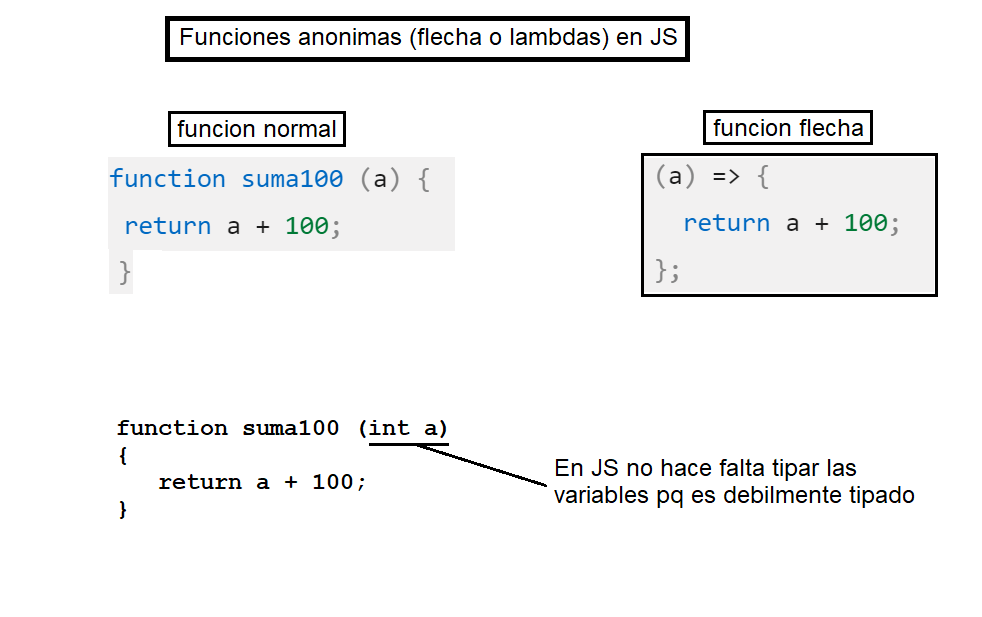 Funciones anonimas (flecha o lambdas) en JS
funcion normal
function suma100 (a) {
return a + 100;
}
funcion flecha
(a) => {
return a + 100;
};
function suma100 (int a)
{
return a + 100;
}
En JS no hace falta tipar las
variables pq es debilmente tipado